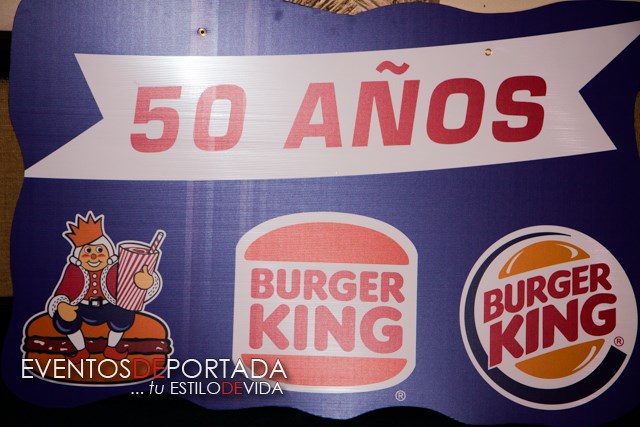 50 AÑOS
BURGER
KING
®
BURGER
KING
®
EVENTOSDEPORTADA
... tu ESTILODEVIDA